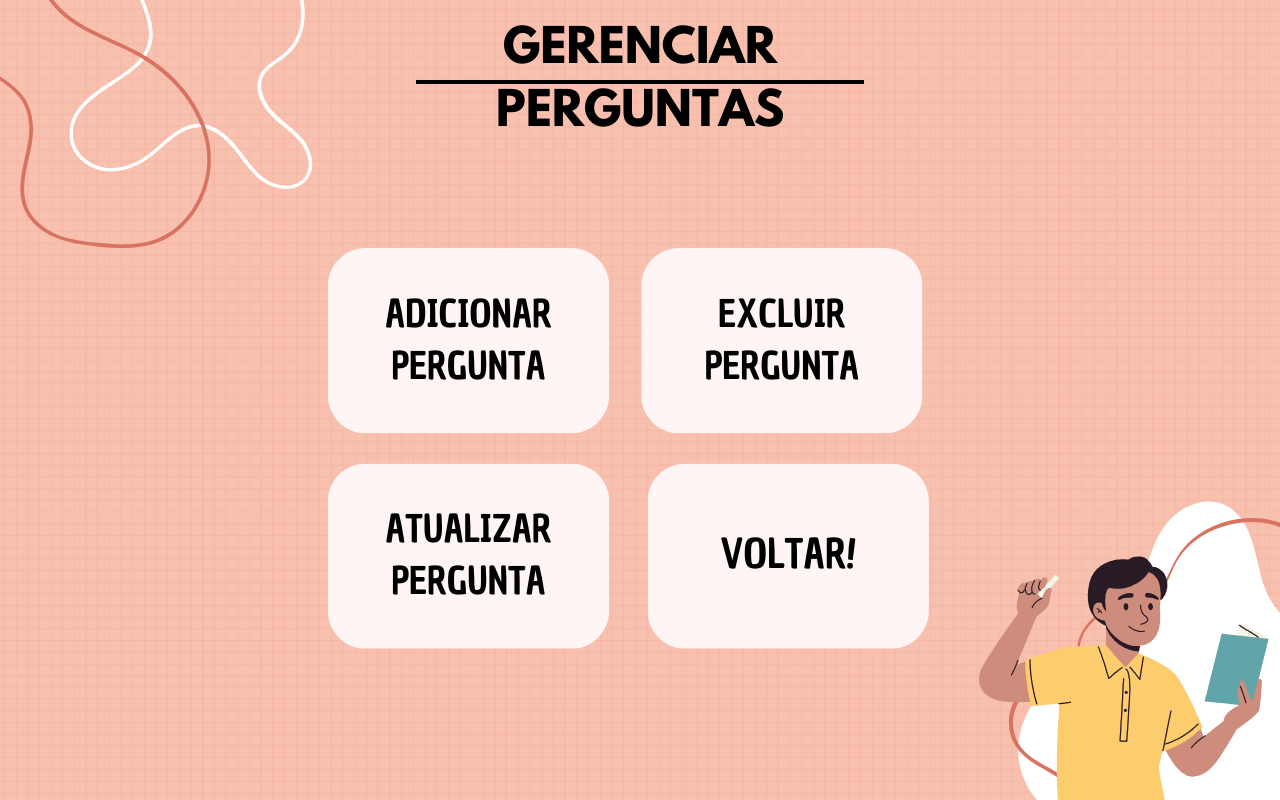 GERENCIAR
PERGUNTAS
ADICIONAR
PERGUNTA
EXCLUIR
PERGUNTA
ATUALIZAR
PERGUNTA
VOLTAR!